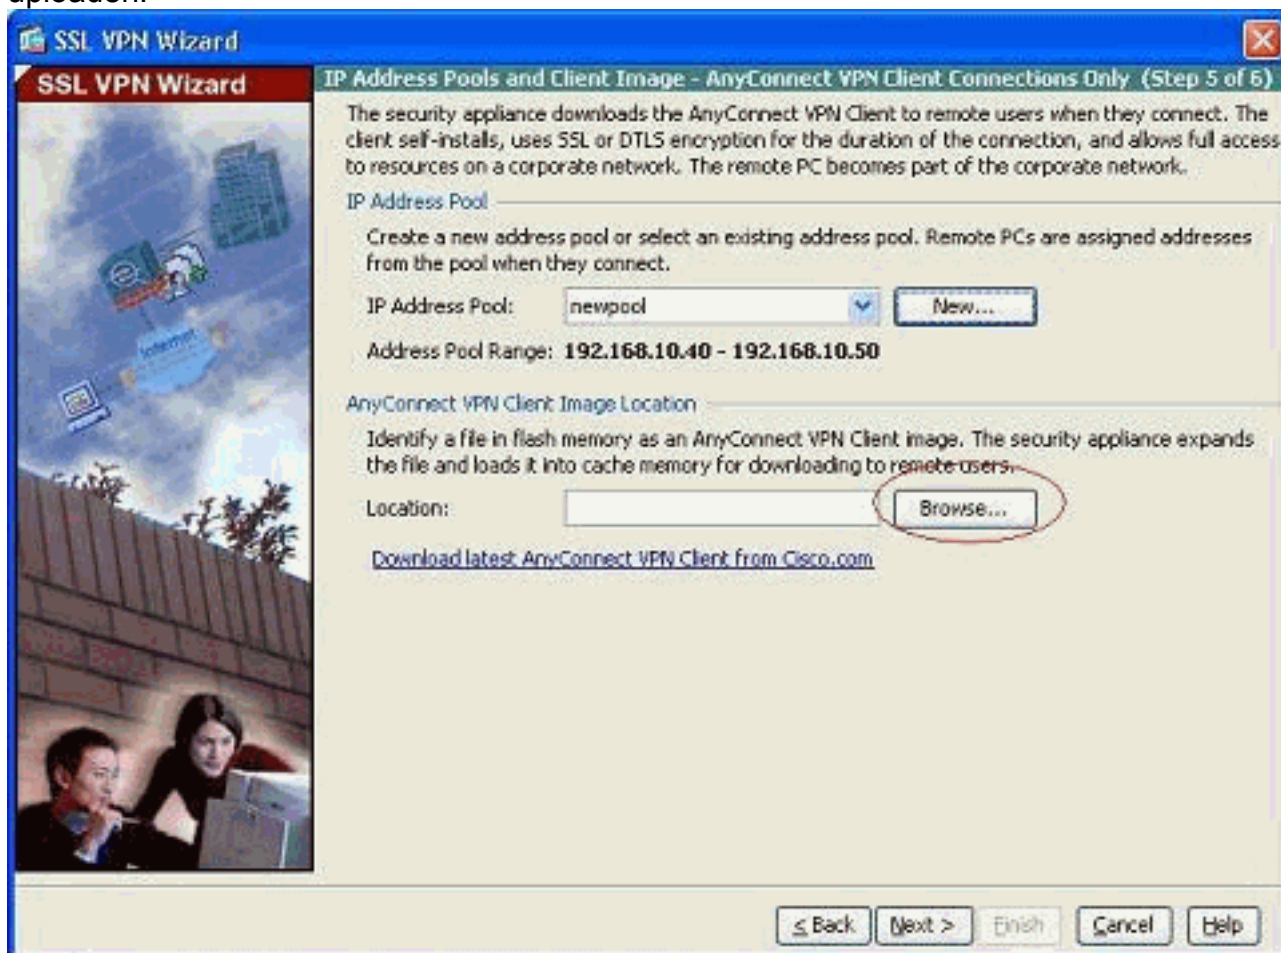 SSL VPN Wizard
SSL VPN Wizard
IP Address Pools and Client Image - AnyConnect VPN Client Connections Only (Step 5 of 6)
The security appliance downloads the AnyConnect VPN Client to remote users when they connect. The
client self-installs, uses SSL or DTLS encryption for the duration of the connection, and allows full access
to resources on a corporate network. The remote PC becomes part of the corporate network.
IP Address Pool
Create a new address pool or select an existing address pool. Remote PCs are assigned addresses
from the pool when they connect.
IP Address Pool: newpool New...
Address Pool Range: 192.168.10.40 - 192.168.10.50
AnyConnect VPN Client Image Location
Identify a file in flash memory as an AnyConnect VPN Client image. The security appliance expands
the file and loads it into cache memory for downloading to remote users.
Location: Browse...
Download latest AnyConnect VPN Client from Cisco.com
Internet
< Back Next > Finish Cancel Help